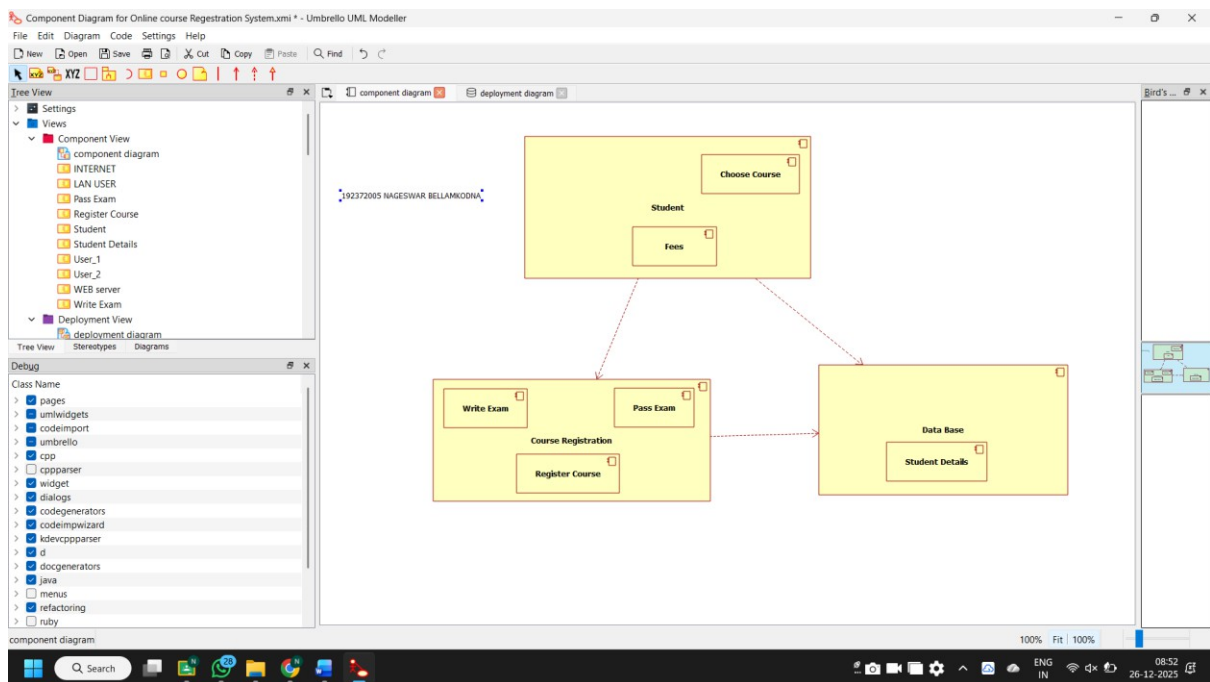 Component Diagram for Online course Regestration System.xmi * - Umbrello UML Modeller
File Edit Diagram Code Settings Help
New Open Save Cut Copy Paste Find
XYZ XYZ
Tree View
component diagram deployment diagram
Bird's ...
Settings
Views
Component View
component diagram
INTERNET
LAN USER
Pass Exam
Register Course
Student
Student Details
User_1
User_2
WEB server
Write Exam
Deployment View
deployment diagram
Tree View Stereotypes Diagrams
Debug
Class Name
pages
umlwidgets
codeimport
umbrello
cpp
cppparser
widget
dialogs
codegenerators
codeimpwizard
kdevcppparser
d
docgenerators
java
menus
refactoring
ruby
192372005 NAGESWAR BELLAMKODNA
Choose Course
Student
Fees
Write Exam
Pass Exam
Course Registration
Register Course
Data Base
Student Details
component diagram
100% Fit 100%
Search
28
ENG
IN
08:52
26-12-2025